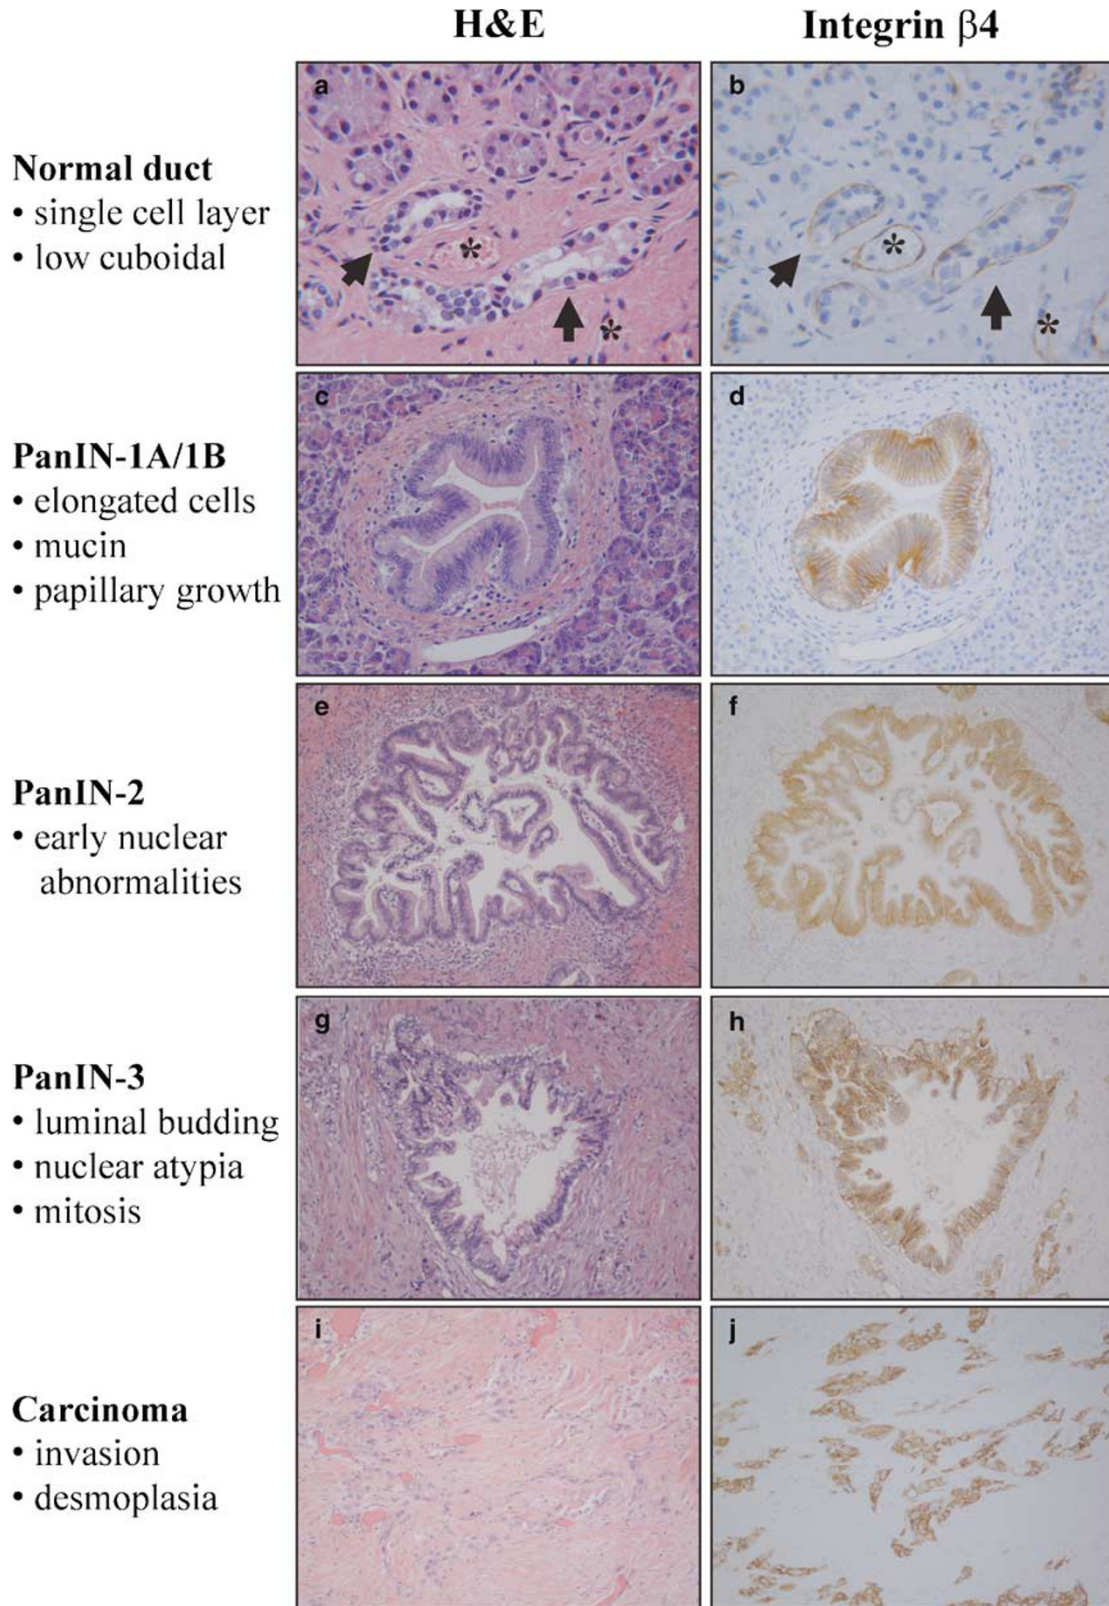 H&E Integrin β4
Normal duct
• single cell layer
• low cuboidal
a b
* *
* *
PanIN-1A/1B
• elongated cells
• mucin
• papillary growth
c d
PanIN-2
• early nuclear
abnormalities
e f
PanIN-3
• luminal budding
• nuclear atypia
• mitosis
g h
Carcinoma
• invasion
• desmoplasia
i j